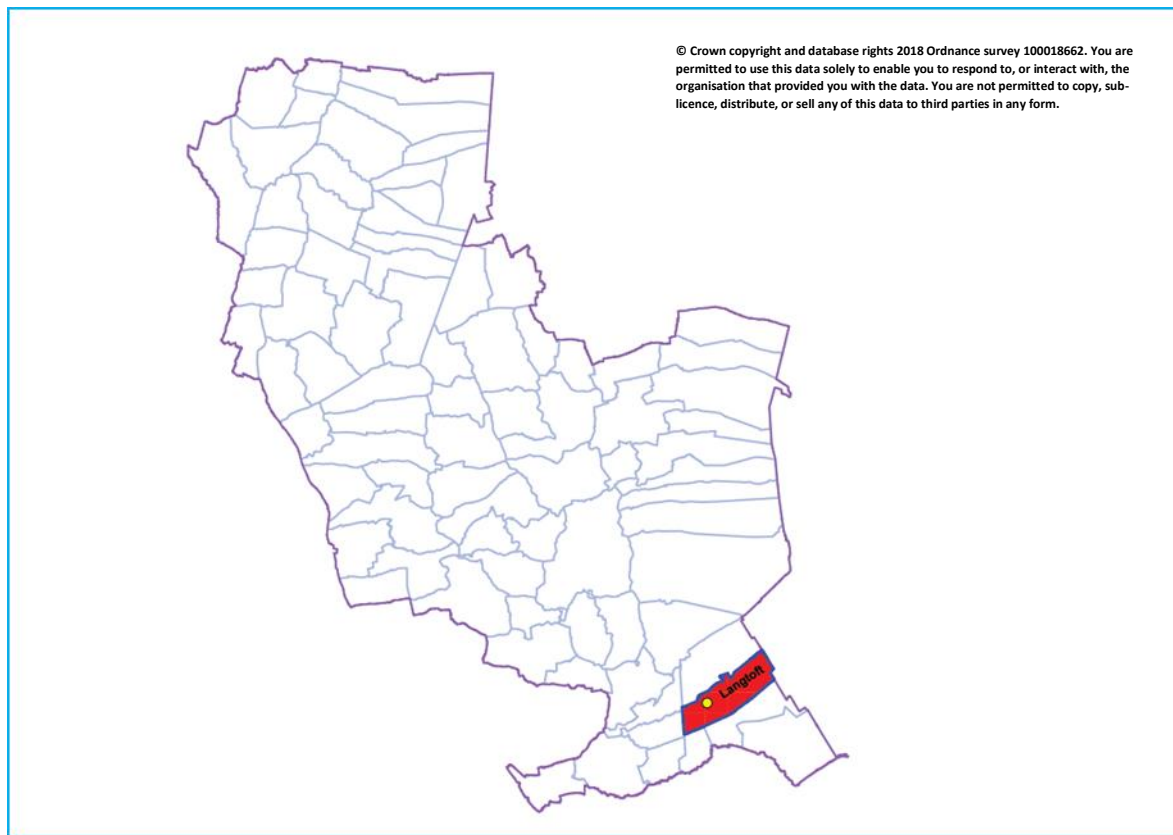 © Crown copyright and database rights 2018 Ordnance survey 100018662. You are
permitted to use this data solely to enable you to respond to, or interact with, the
organisation that provided you with the data. You are not permitted to copy, sub-
licence, distribute, or sell any of this data to third parties in any form.
Langtoft